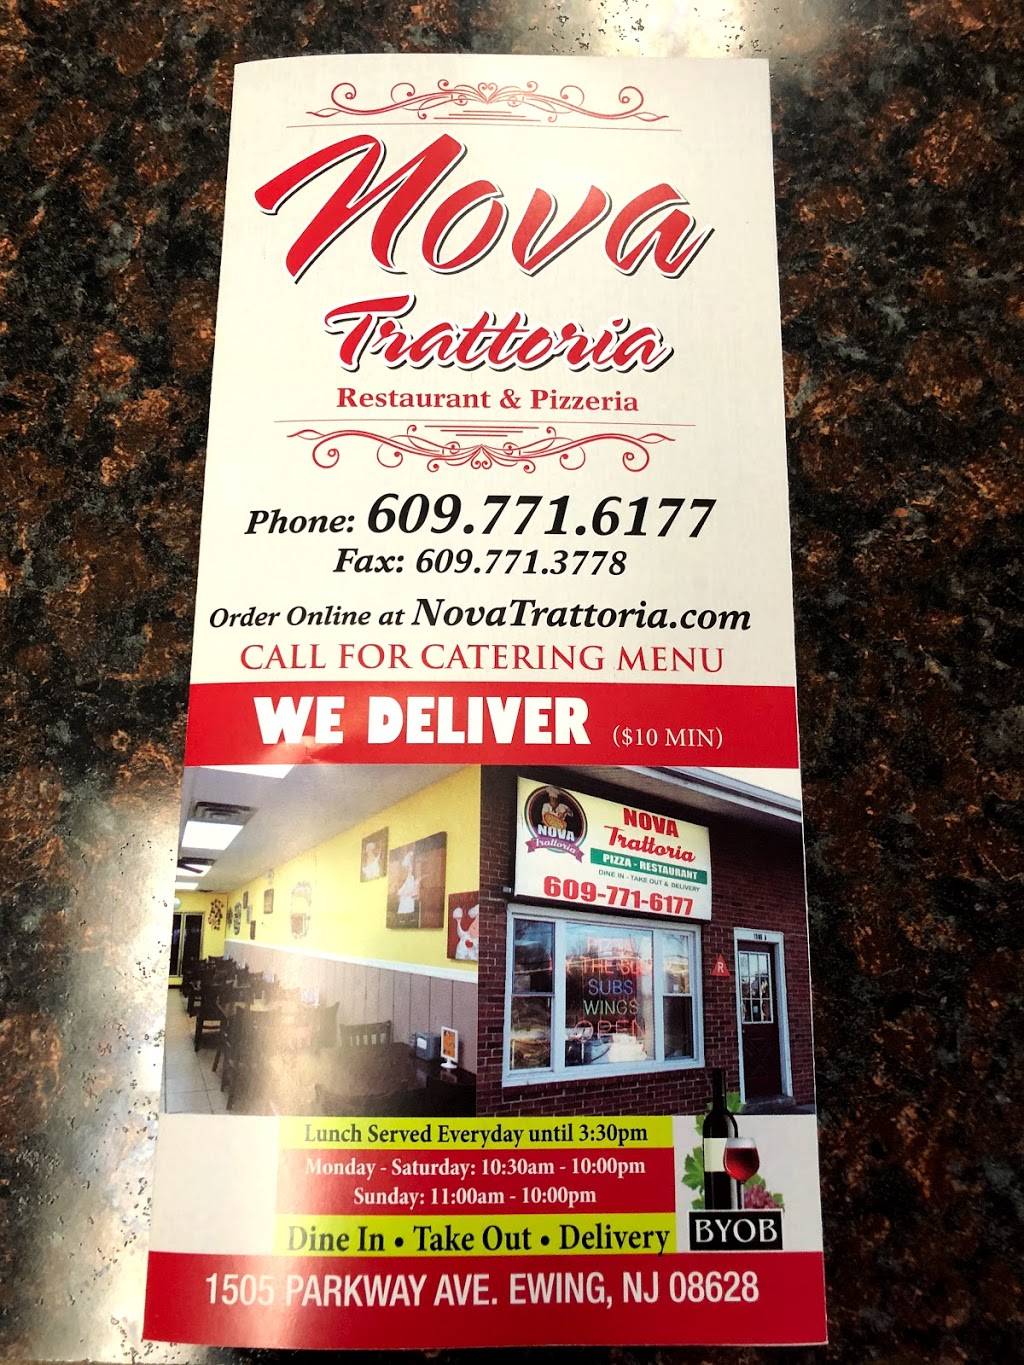 Nova
Trattoria
Restaurant & Pizzeria
Phone: 609.771.6177
Fax: 609.771.3778
Order Online at NovaTrattoria.com
CALL FOR CATERING MENU
WE DELIVER ($10 MIN)
NOVA
Trattoria
NOVA
Trattoria
PIZZA - RESTAURANT
DINE IN - TAKE OUT & DELIVERY
609-771-6177
SUBS
WINGS
OPEN
R
Lunch Served Everyday until 3:30pm
Monday - Saturday: 10:30am - 10:00pm
Sunday: 11:00am - 10:00pm
Dine In • Take Out • Delivery
BYOB
1505 PARKWAY AVE. EWING, NJ 08628